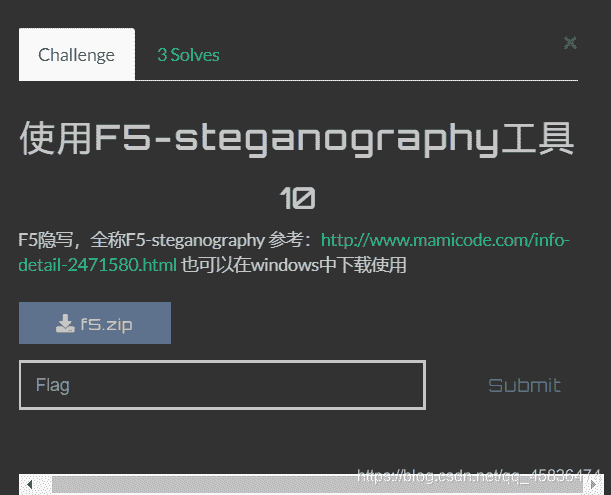 Challenge
3 Solves
×
使用F5-steganography工具
10
F5隐写，全称F5-steganography 参考：http://www.mamicode.com/info-
detail-2471580.html 也可以在windows中下载使用
f5.zip
Flag
Submit
https://blog.csdn.net/qq_45836474